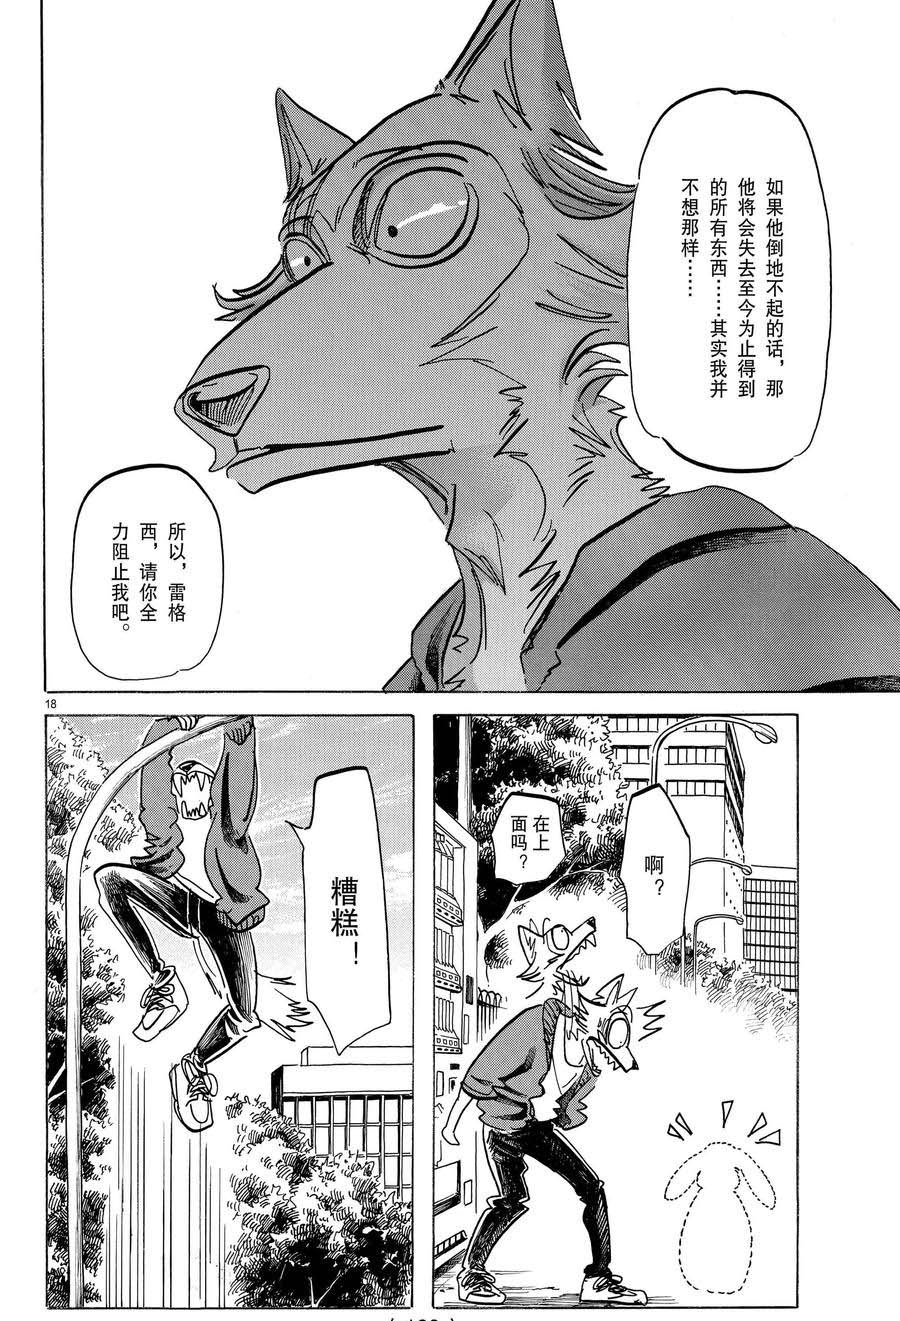 如果他倒地不起的话，那
他将会失去至今为止得到
的所有东西……其实我并
不想那样……
所以，雷格
西，请你全
力阻止我吧。
18
啊？
在上
面吗？
糟糕！